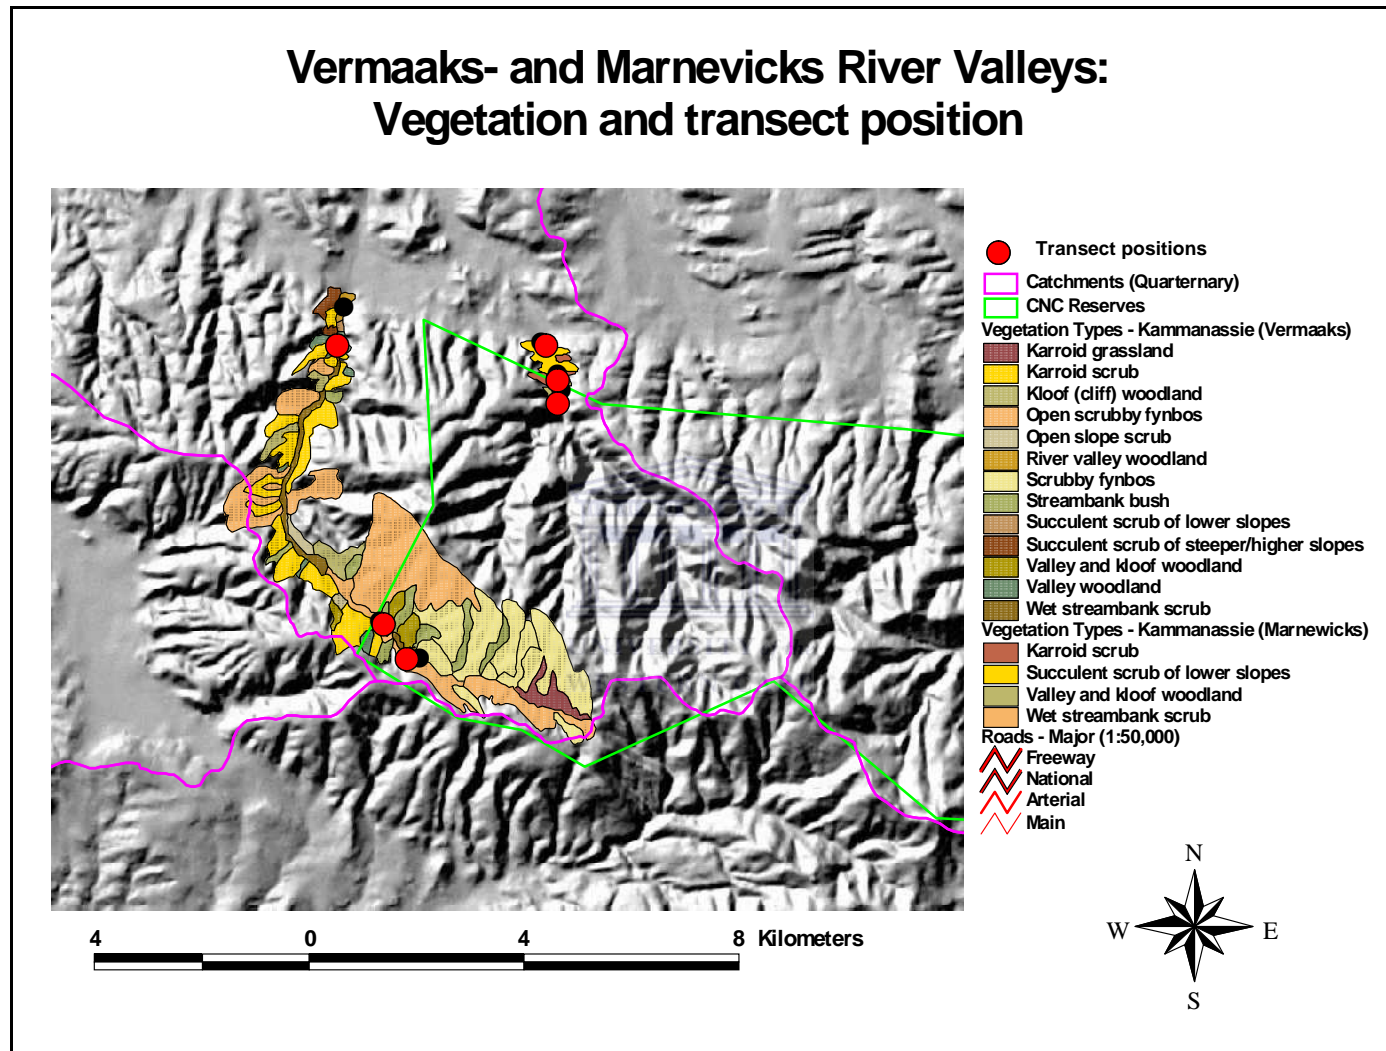 Vermaaks- and Marnevicks River Valleys:
Vegetation and transect position
Transect positions
Catchments (Quarternary)
CNC Reserves
Vegetation Types - Kammanassie (Vermaaks)
Karroid grassland
Karroid scrub
Kloof (cliff) woodland
Open scrubby fynbos
Open slope scrub
River valley woodland
Scrubby fynbos
Streambank bush
Succulent scrub of lower slopes
Succulent scrub of steeper/higher slopes
Valley and kloof woodland
Valley woodland
Wet streambank scrub
Vegetation Types - Kammanassie (Marnewicks)
Karroid scrub
Succulent scrub of lower slopes
Valley and kloof woodland
Wet streambank scrub
Roads - Major (1:50,000)
Freeway
National
Arterial
Main
N
W E
S
4 0 4 8 Kilometers